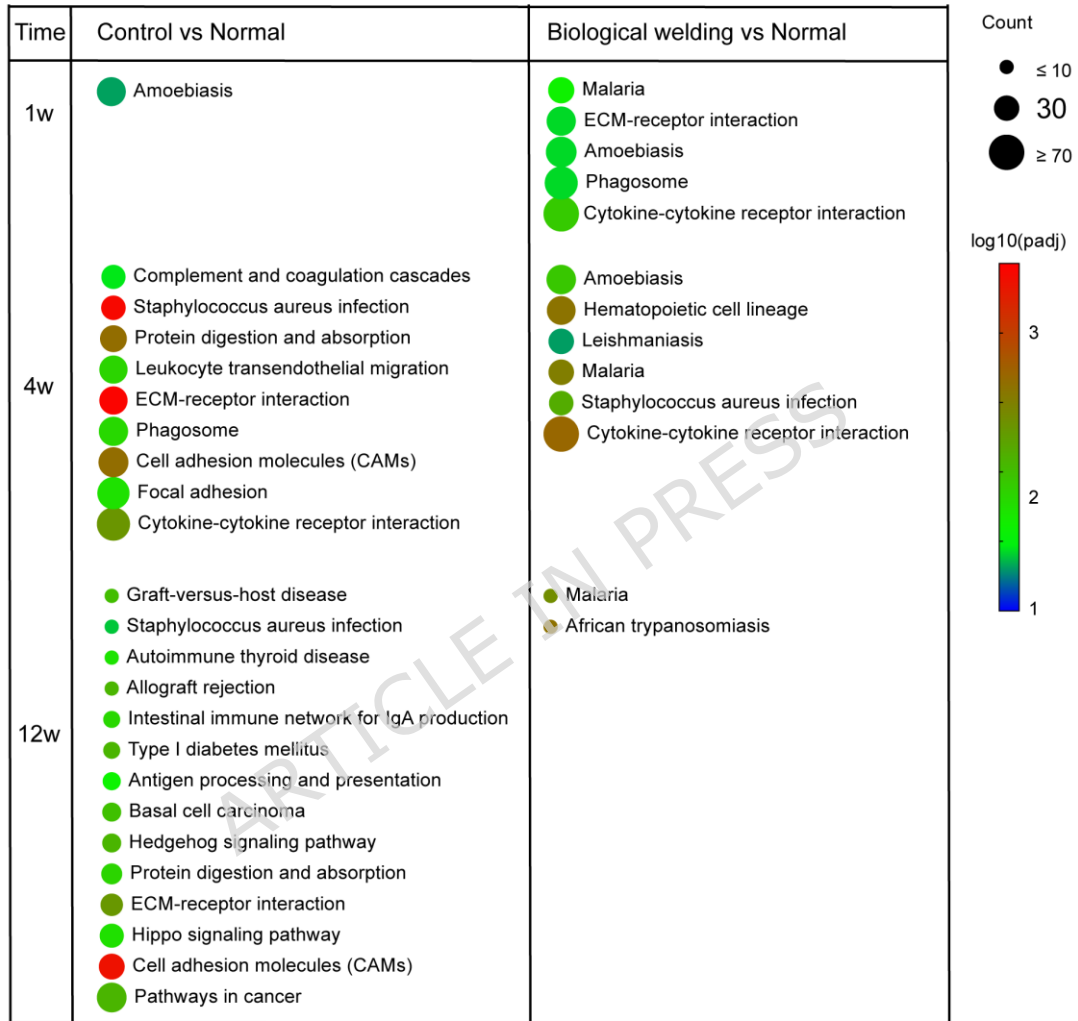 Time
Control vs Normal
Biological welding vs Normal
1w
Amoebiasis
Malaria
ECM-receptor interaction
Amoebiasis
Phagosome
Cytokine-cytokine receptor interaction
4w
Complement and coagulation cascades
Staphylococcus aureus infection
Protein digestion and absorption
Leukocyte transendothelial migration
ECM-receptor interaction
Phagosome
Cell adhesion molecules (CAMs)
Focal adhesion
Cytokine-cytokine receptor interaction
Amoebiasis
Hematopoietic cell lineage
Leishmaniasis
Malaria
Staphylococcus aureus infection
Cytokine-cytokine receptor interaction
12w
Graft-versus-host disease
Staphylococcus aureus infection
Autoimmune thyroid disease
Allograft rejection
Intestinal immune network for IgA production
Type I diabetes mellitus
Antigen processing and presentation
Basal cell carcinoma
Hedgehog signaling pathway
Protein digestion and absorption
ECM-receptor interaction
Hippo signaling pathway
Cell adhesion molecules (CAMs)
Pathways in cancer
Malaria
African trypanosomiasis
Count
≤ 10
30
≥ 70
log10(padj)
3
2
1
ARTICLE IN PRESS